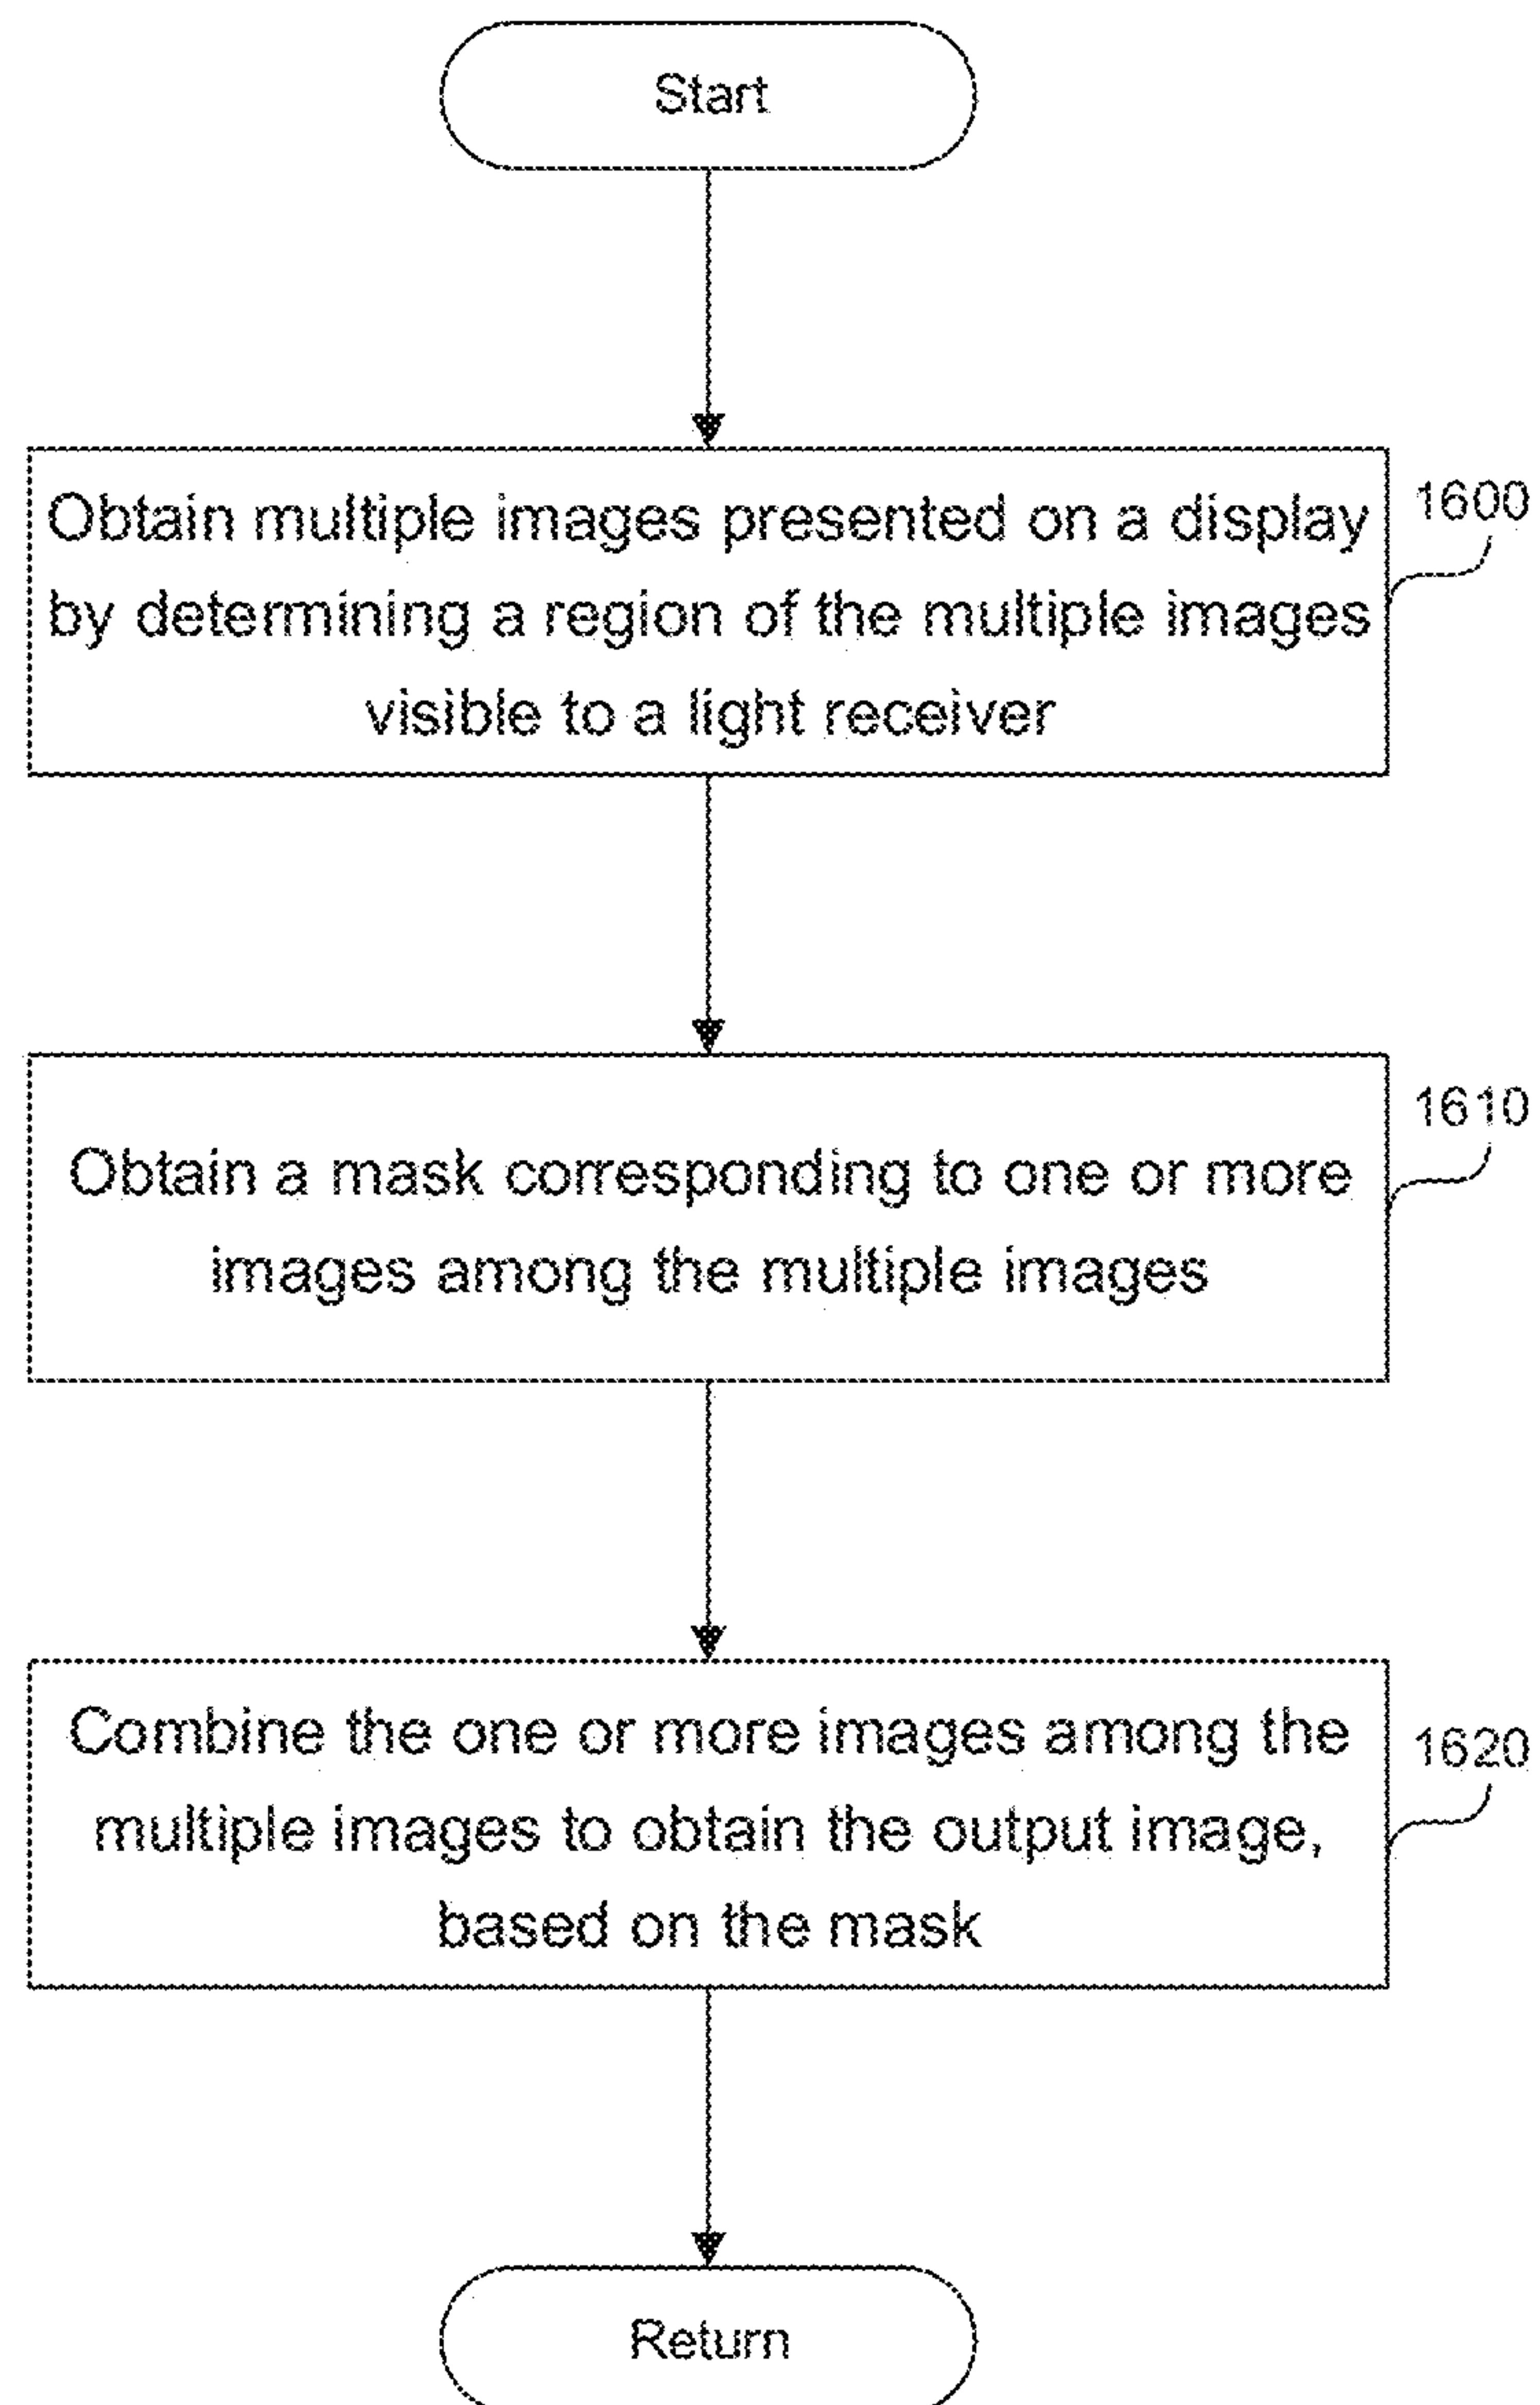 Start
Obtain multiple images presented on a display
by determining a region of the multiple images
visible to a light receiver
1600
Obtain a mask corresponding to one or more
images among the multiple images
1610
Combine the one or more images among the
multiple images to obtain the output image,
based on the mask
1620
Return